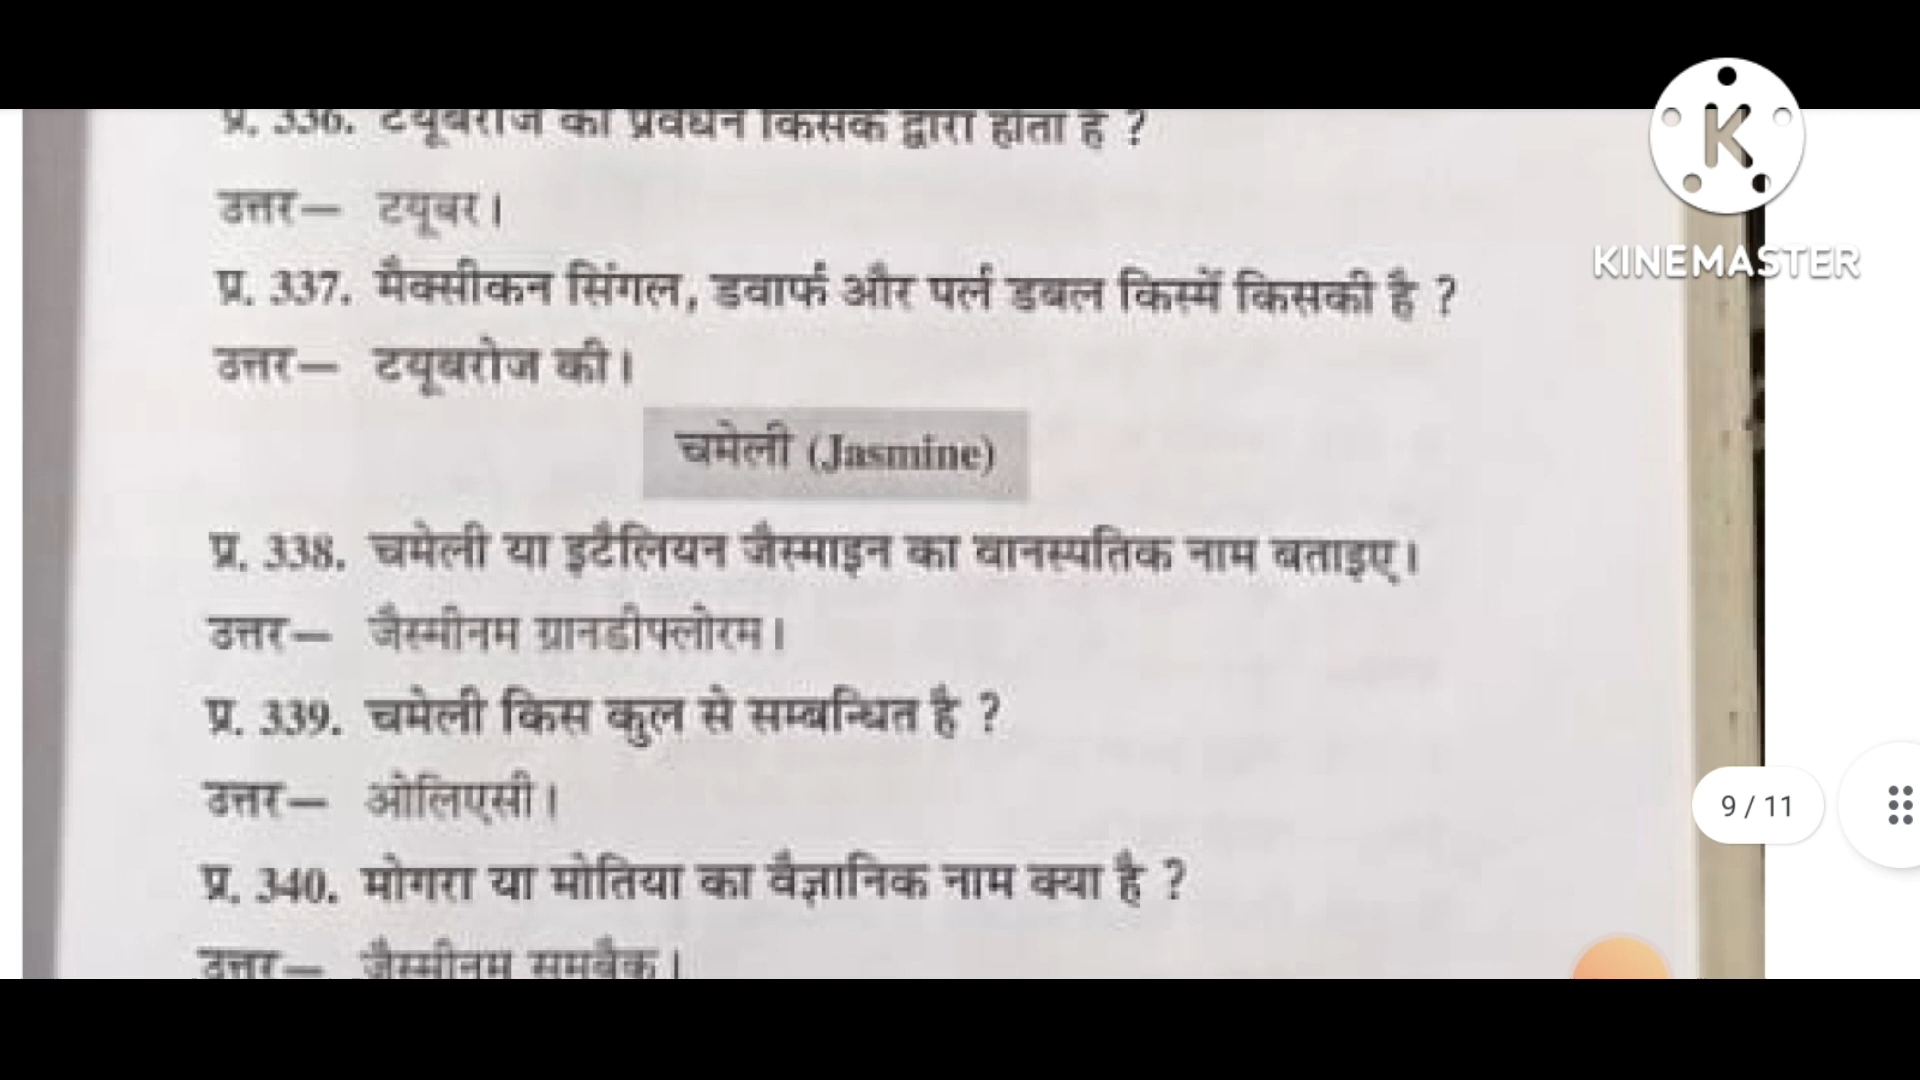 प्र. 336. टयूबरोज का प्रवर्धन किसके द्वारा होता है ?
उत्तर— टयूबर।
प्र. 337. मैक्सीकन सिंगल, डवार्फ और पर्ल डबल किस्में किसकी है ?
उत्तर— टयूबरोज की।
चमेली (Jasmine)
प्र. 338. चमेली या इटैलियन जैस्माइन का वानस्पतिक नाम बताइए।
उत्तर— जैस्मीनम ग्रानडीफ्लोरम।
प्र. 339. चमेली किस कुल से सम्बन्धित है ?
उत्तर— ओलिएसी।
प्र. 340. मोगरा या मोतिया का वैज्ञानिक नाम क्या है ?
उत्तर— जैस्मीनम समबैक।
K
KINEMASTER
9 / 11